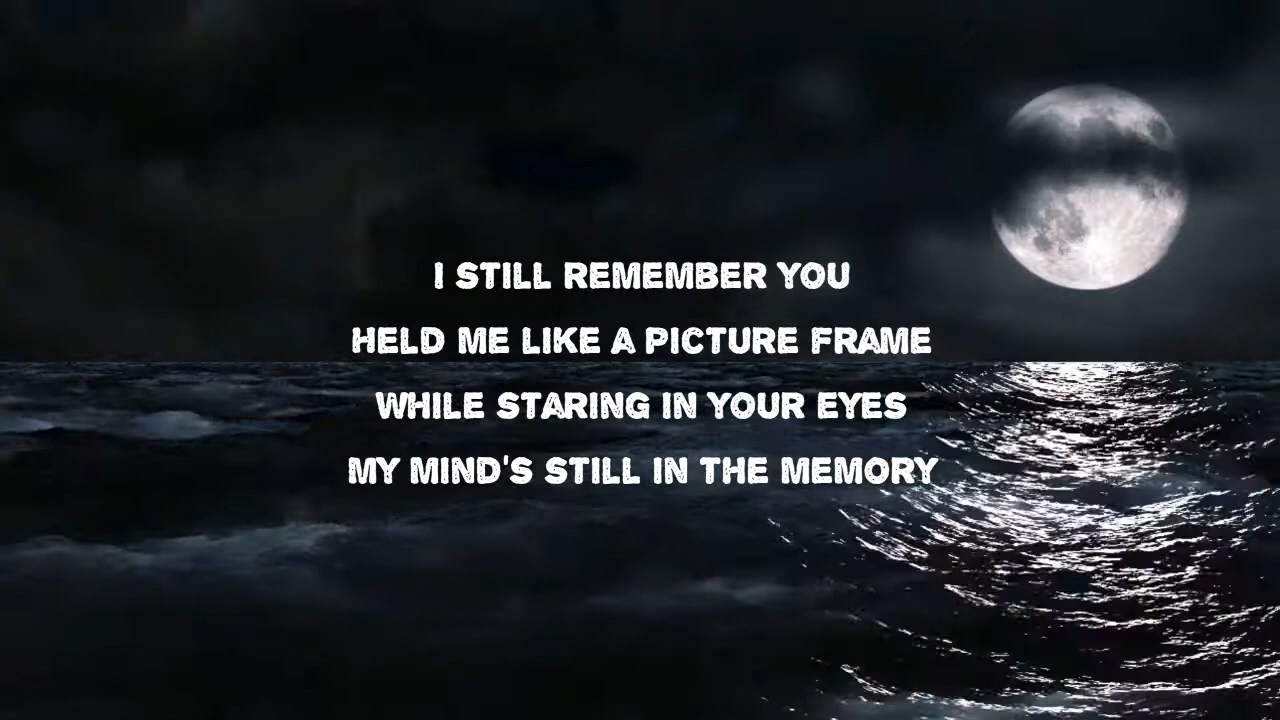 I STILL REMEMBER YOU
HELD ME LIKE A PICTURE FRAME
WHILE STARING IN YOUR EYES
MY MIND'S STILL IN THE MEMORY